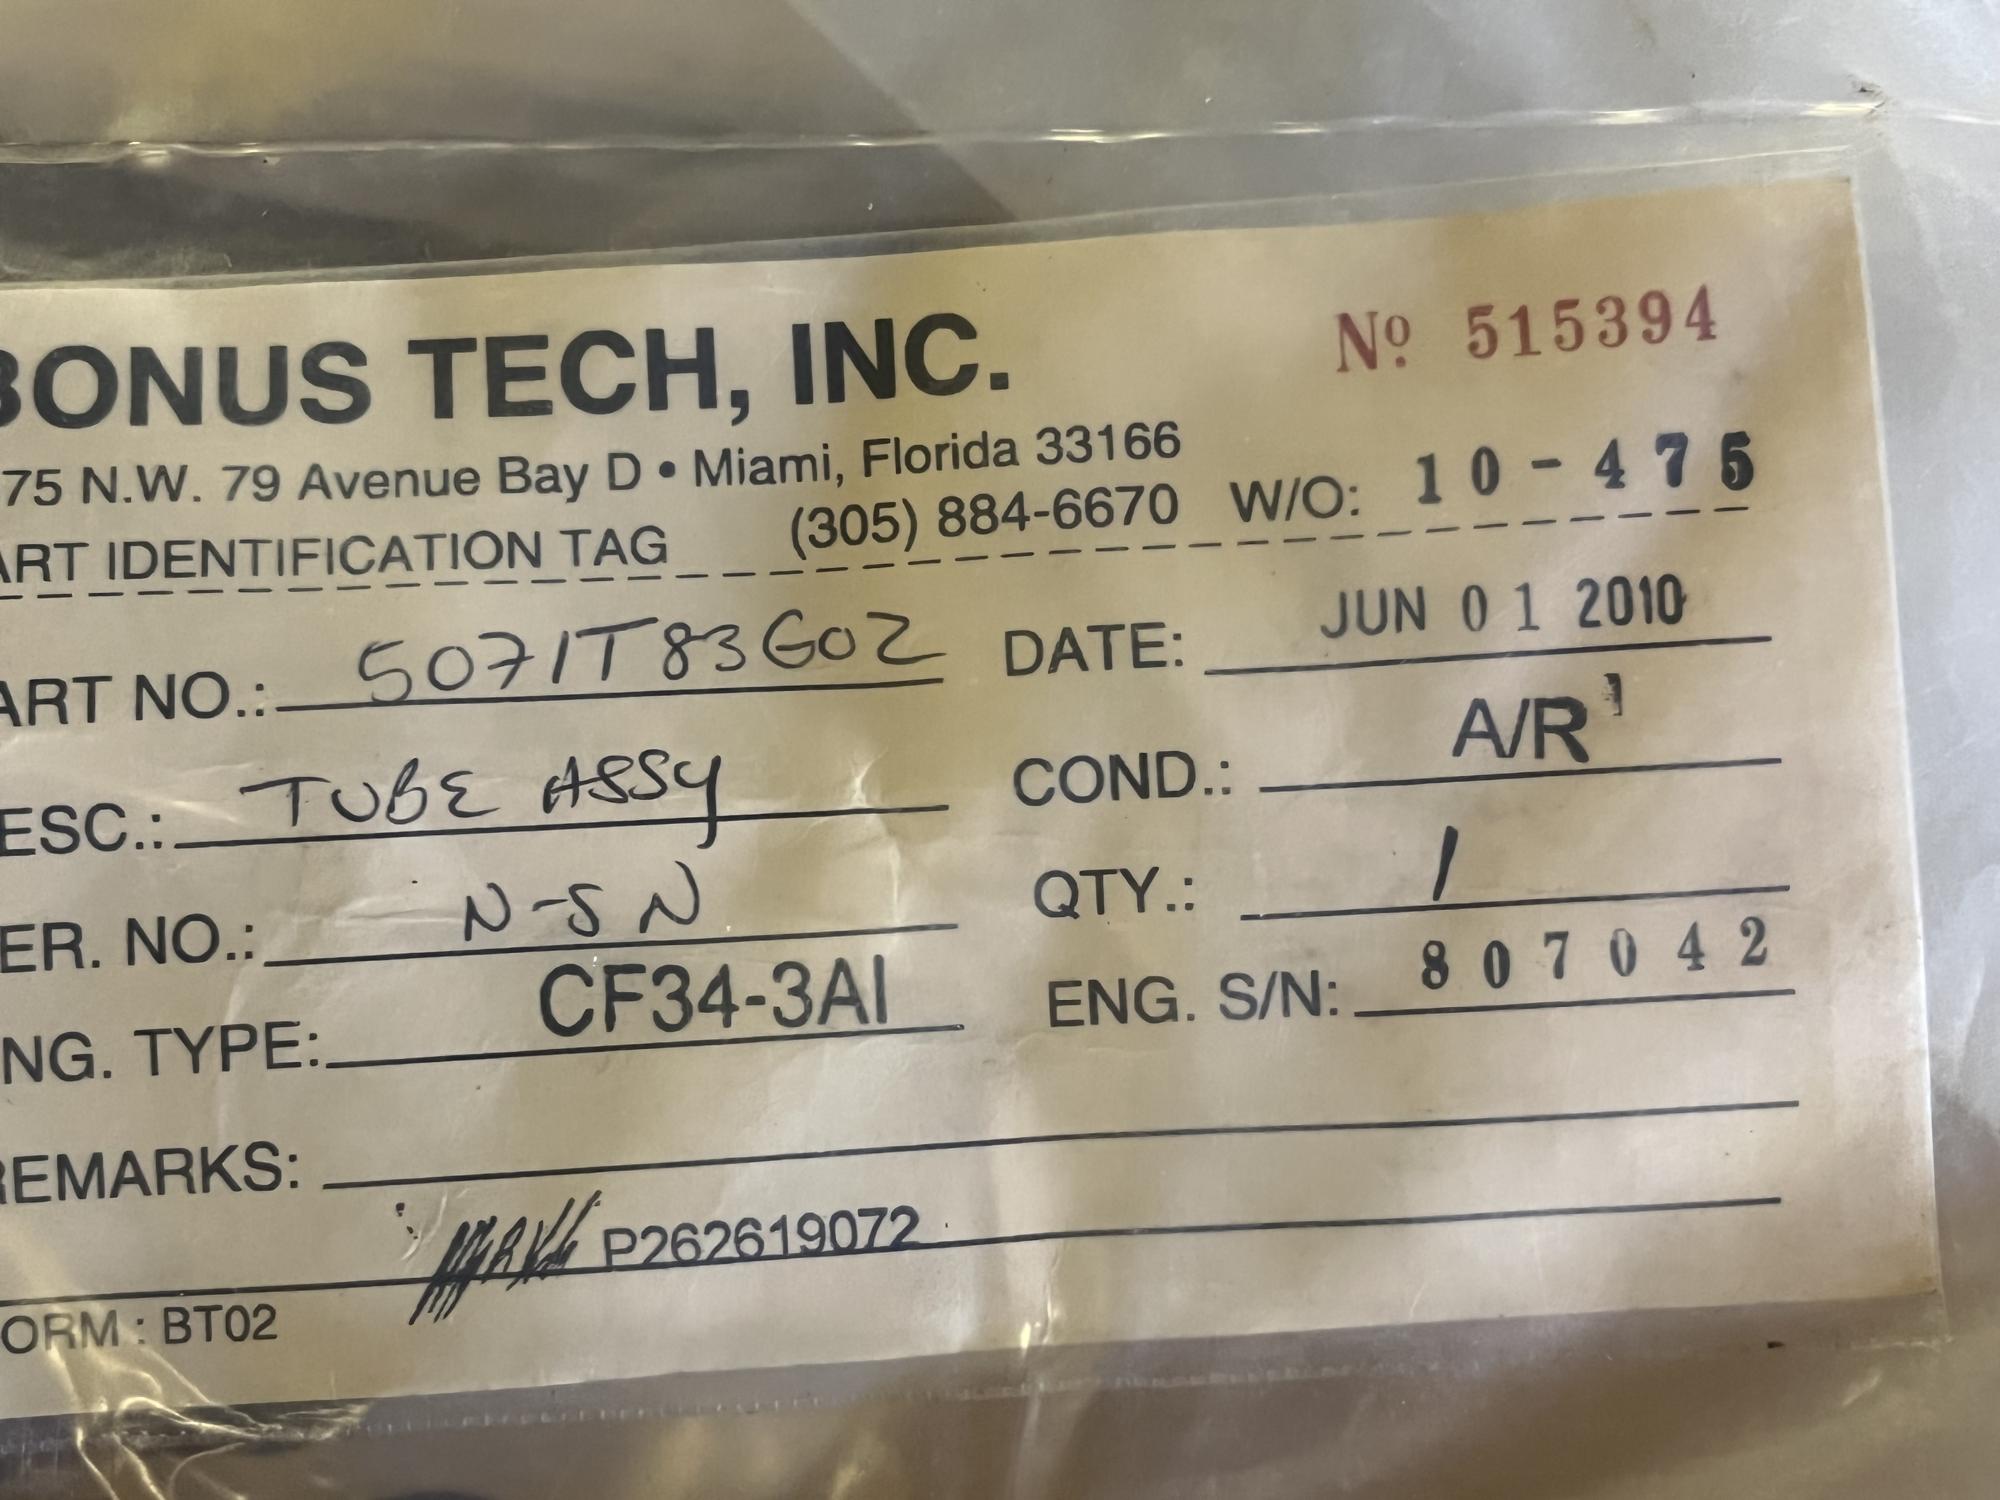 BONUS TECH, INC. Nº 515394
75 N.W. 79 Avenue Bay D • Miami, Florida 33166
ART IDENTIFICATION TAG (305) 884-6670 W/O: 10-475
ART NO.: 5071T83G02 DATE: JUN 01 2010
ESC.: TUBE ASSY COND.: A/R
ER. NO.: N-SN QTY.: 1
NG. TYPE: CF34-3A1 ENG. S/N: 807042
REMARKS:
P262619072
ORM : BT02